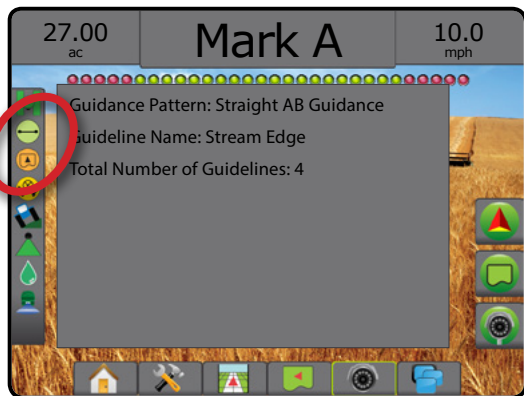 27.00
ac
Mark A
10.0
mph
Guidance Pattern: Straight AB Guidance
Guideline Name: Stream Edge
Total Number of Guidelines: 4